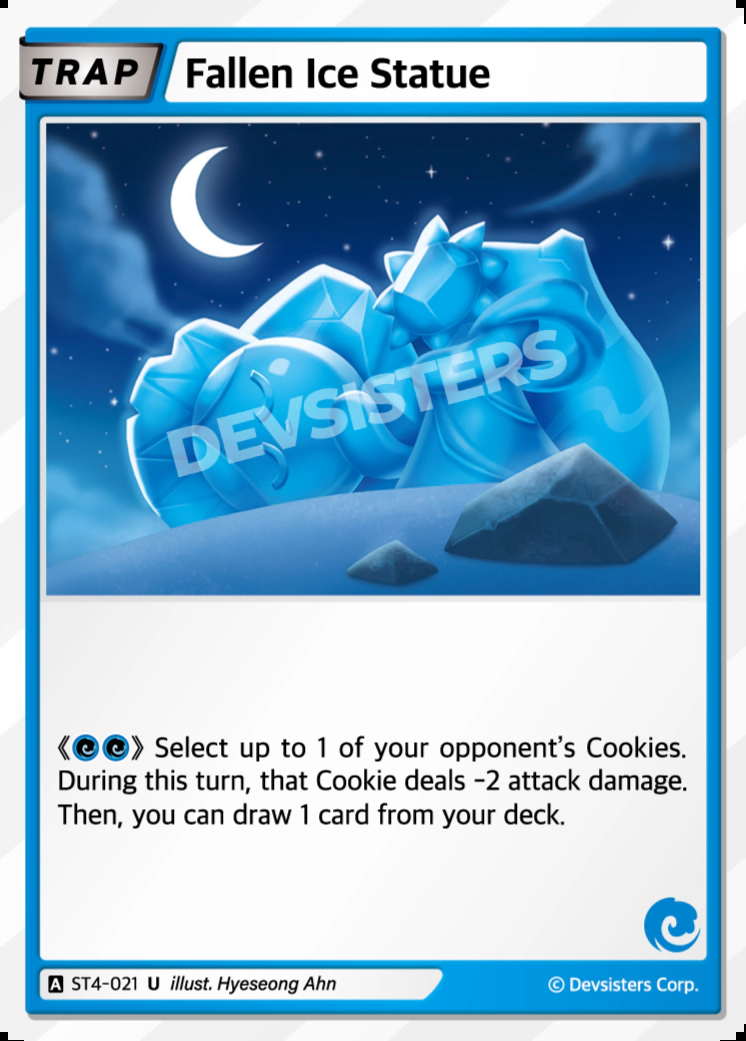 TRAP
Fallen Ice Statue
DEVSISTERS
《》 Select up to 1 of your opponent's Cookies.
During this turn, that Cookie deals -2 attack damage.
Then, you can draw 1 card from your deck.
A ST4-021 U illust. Hyeseong Ahn
© Devsisters Corp.